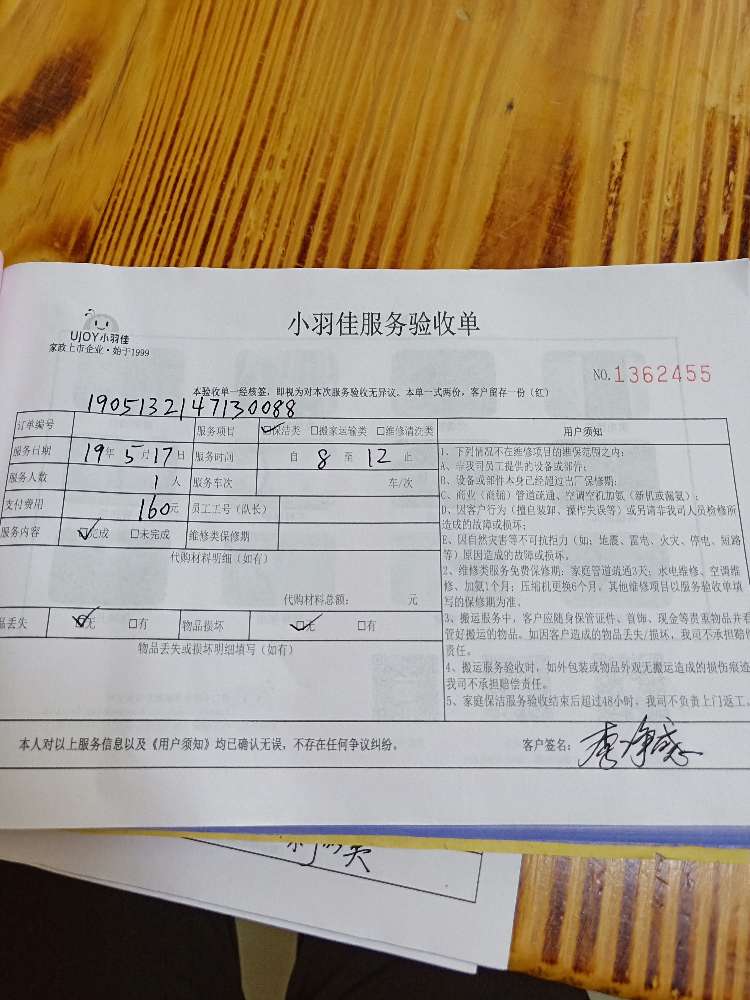 UJOY小羽佳
家政上市企业·始于1999
小羽佳服务验收单
NO.1362455
本验收单一经核签，即视为对本次服务验收无异议。本单一式两份，客户留存一份（红）
1905132147130088
订单编号 服务项目 ☑保洁类 □搬家运输类 □维修清洗类
服务日期 19年5月17日 服务时间 自 8 至 12 止
服务人数 1人 服务车次 车/次
支付费用 160元 员工工号（队长）
服务内容 ☑完成 □未完成 维修类保修期
代购材料明细（如有）
代购材料总额： 元
品丢失 ☑无 □有 物品损坏 ☑无 □有
物品丢失或损坏明细填写（如有）
用户须知
1、下列情况不在维修项目的维保范围之内：
A、非我司员工提供的设备或部件；
B、设备或部件本身已经超过出厂保修期；
C、商业（商铺）管道疏通、空调空机加氨（新机或漏氨）；
D、因客户行为（擅自装卸、操作失误等）或另请非我司人员检修所
造成的故障或损坏；
E、因自然灾害等不可抗拒力（如：地震、雷电、火灾、停电、短路
等）原因造成的故障或损坏。
2、维修类服务免费保修期：家庭管道疏通3天；水电维修、空调维
修、加氨1个月；压缩机更换6个月。其他维修项目以服务验收单填
写的保修期为准。
3、搬运服务中，客户应随身保管证件、首饰、现金等贵重物品并看
管好搬运的物品。如因客户造成的物品丢失/损坏，我司不承担赔偿
责任。
4、搬运服务验收时，如外包装或物品外观无搬运造成的损伤痕迹
我司不承担赔偿责任。
5、家庭保洁服务验收结束后超过48小时，我司不负责上门返工。
本人对以上服务信息以及《用户须知》均已确认无误，不存在任何争议纠纷。 客户签名：